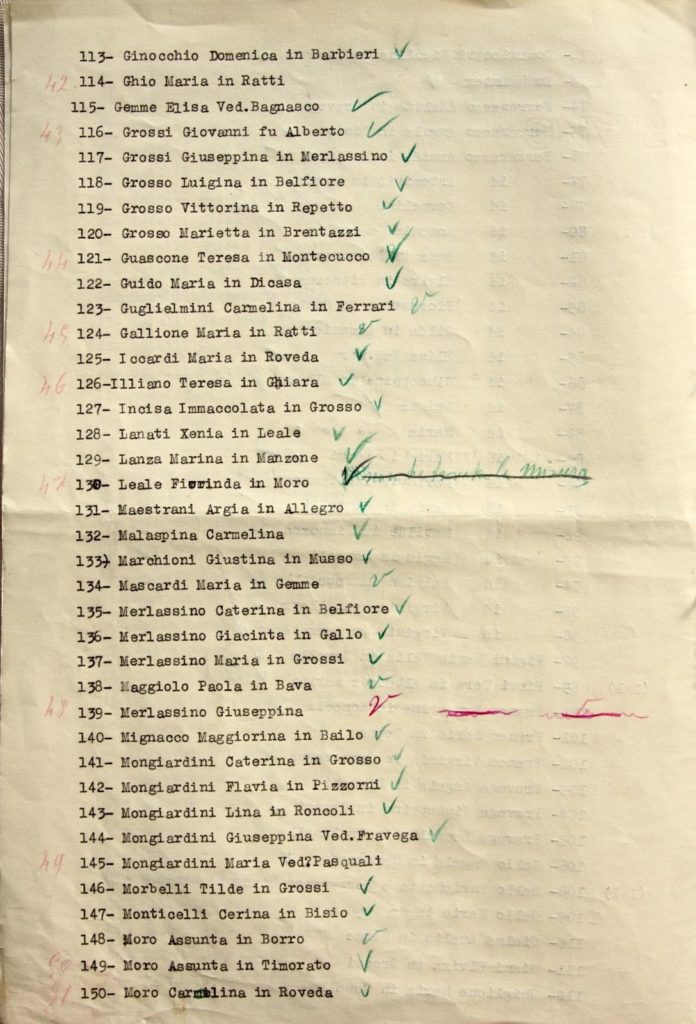 113- Ginocchio Domenica in Barbieri ✓
42 114- Ghio Maria in Ratti
115- Gemme Elisa Ved.Bagnasco ✓
43 116- Grossi Giovanni fu Alberto ✓
117- Grossi Giuseppina in Merlassino ✓
118- Grosso Luigina in Belfiore ✓
119- Grosso Vittorina in Repetto ✓
120- Grosso Marietta in Brentazzi ✓
44 121- Guascone Teresa in Montecucco ✓
122- Guido Maria in Dicasa ✓
123- Guglielmini Carmelina in Ferrari v
45 124- Gallione Maria in Ratti v
125- Iccardi Maria in Roveda ✓
46 126-Illiano Teresa in Ghiara ✓
127- Incisa Immaccolata in Grosso ✓
128- Lanati Xenia in Leale ✓
129- Lanza Marina in Manzone ✓
47 130- Leale Fiorinda in Moro ✓
131- Maestrani Argia in Allegro ✓
132- Malaspina Carmelina ✓
133) Marchioni Giustina in Musso ✓
134- Mascardi Maria in Gemme v
135- Merlassino Caterina in Belfiore ✓
136- Merlassino Giacinta in Gallo ✓
137- Merlassino Maria in Grossi ✓
138- Maggiolo Paola in Bava v
48 139- Merlassino Giuseppina v
140- Mignacco Maggiorina in Bailo ✓
141- Mongiardini Caterina in Grosso ✓
142- Mongiardini Flavia in Pizzorni ✓
143- Mongiardini Lina in Roncoli ✓
144- Mongiardini Giuseppina Ved.Fravega ✓
49 145- Mongiardini Maria Ved?Pasquali
146- Morbelli Tilde in Grossi ✓
147- Monticelli Cerina in Bisio ✓
148- Moro Assunta in Borro v
50 149- Moro Assunta in Timorato ✓
51 150- Moro Carmelina in Roveda ✓